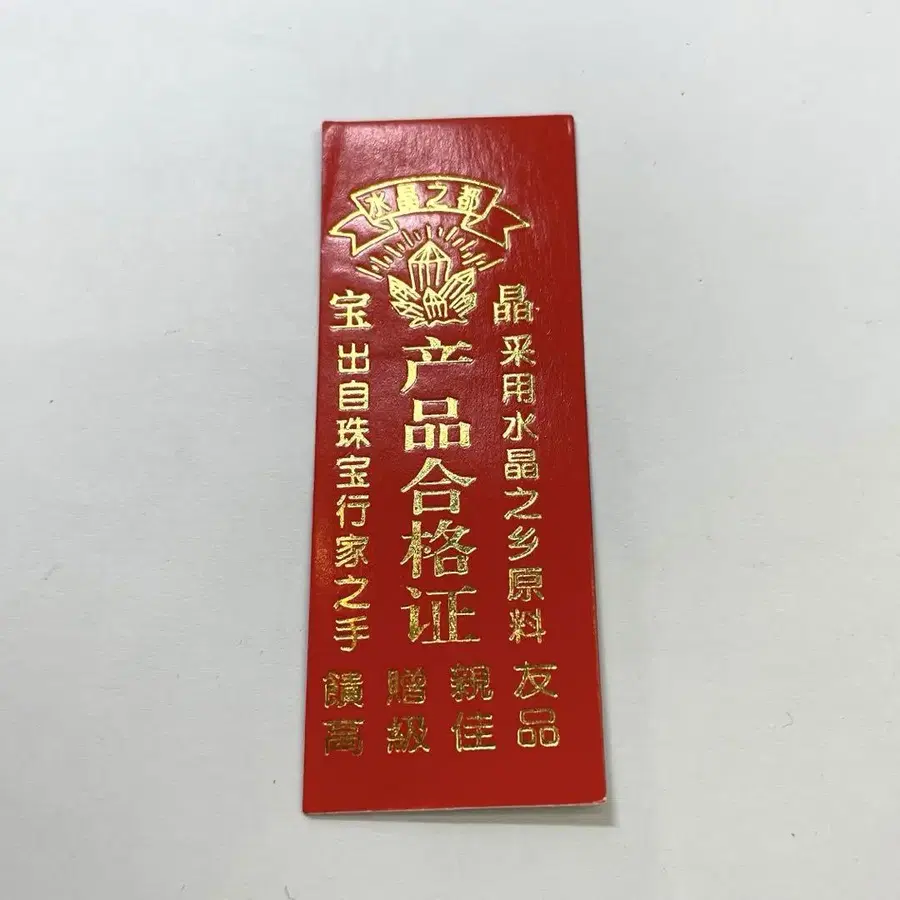 水晶之都
晶采用水晶之乡原料
产品合格证
宝出自珠宝行家之手
饋贈親友
高級佳品